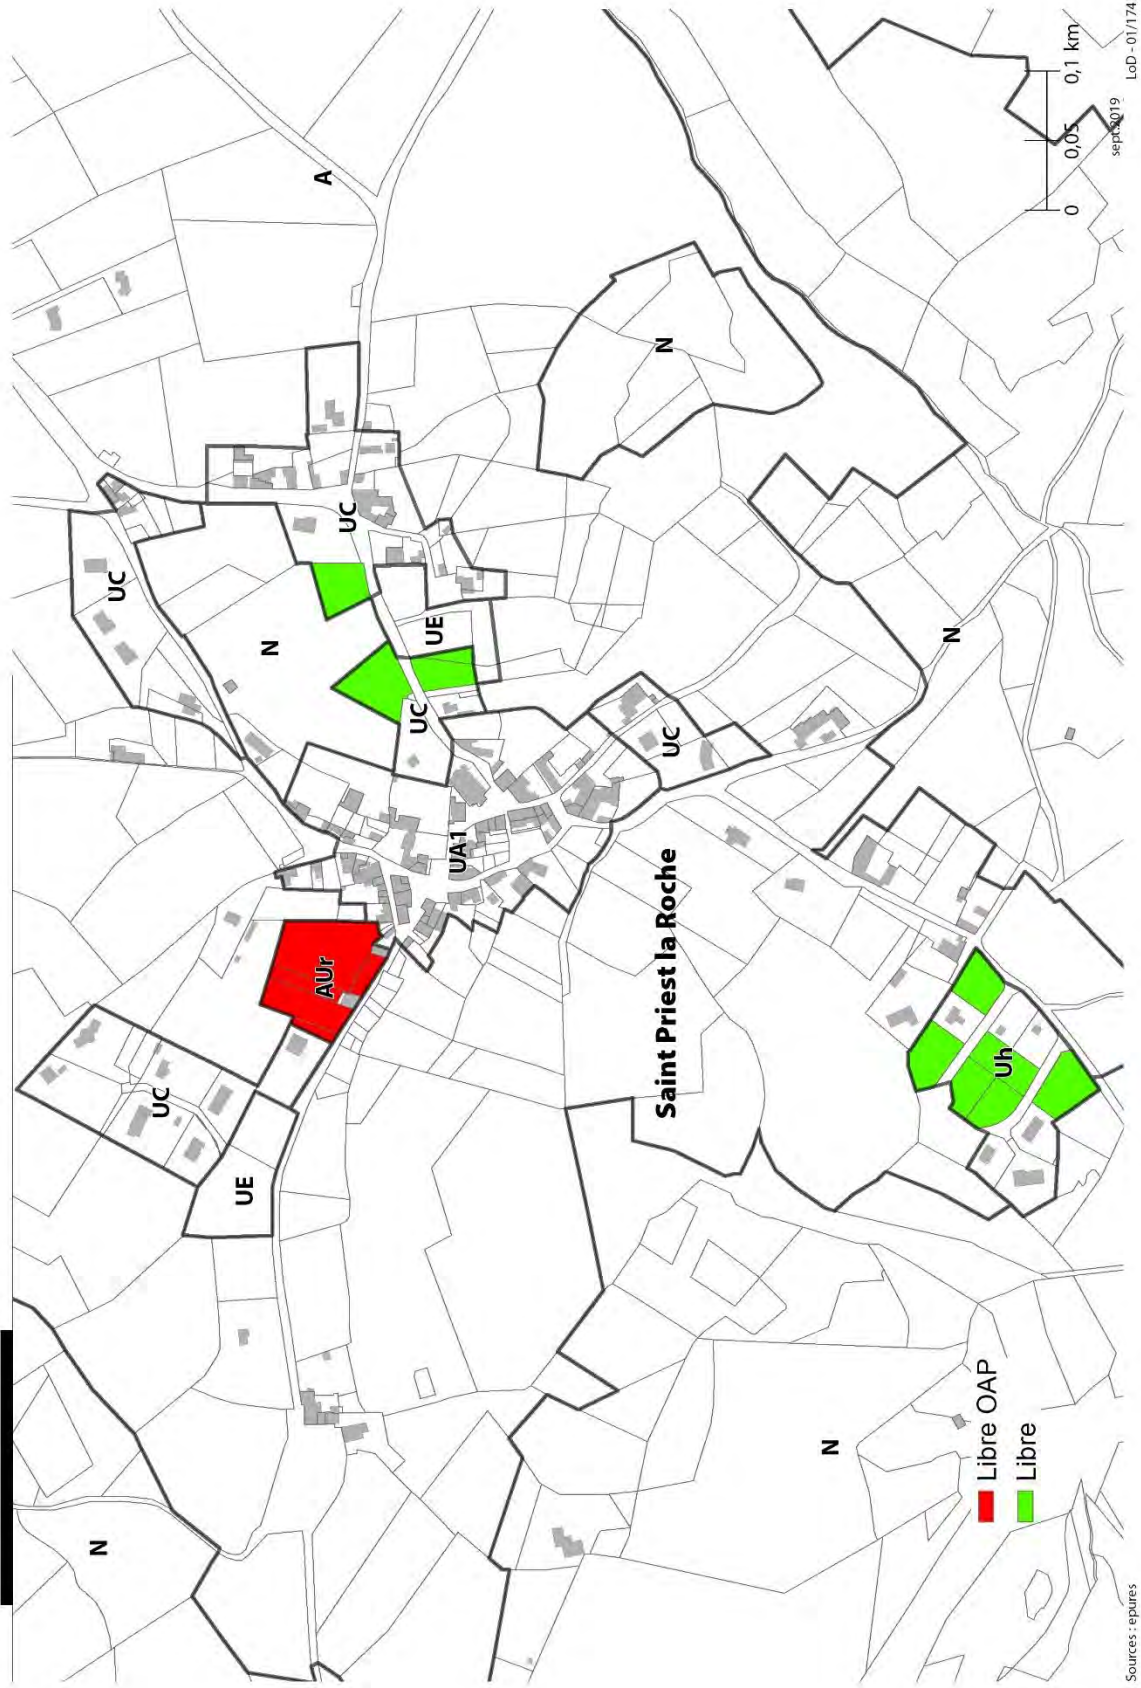 N
UC
UC
UE
N
A
AUr
UC
UC
UE
UA1
N
Saint Priest la Roche
UC
N
N
Libre OAP
Uh
Libre
0 0,05 0,1 km
sept.2019
Sources : epures
LoD - 01/174